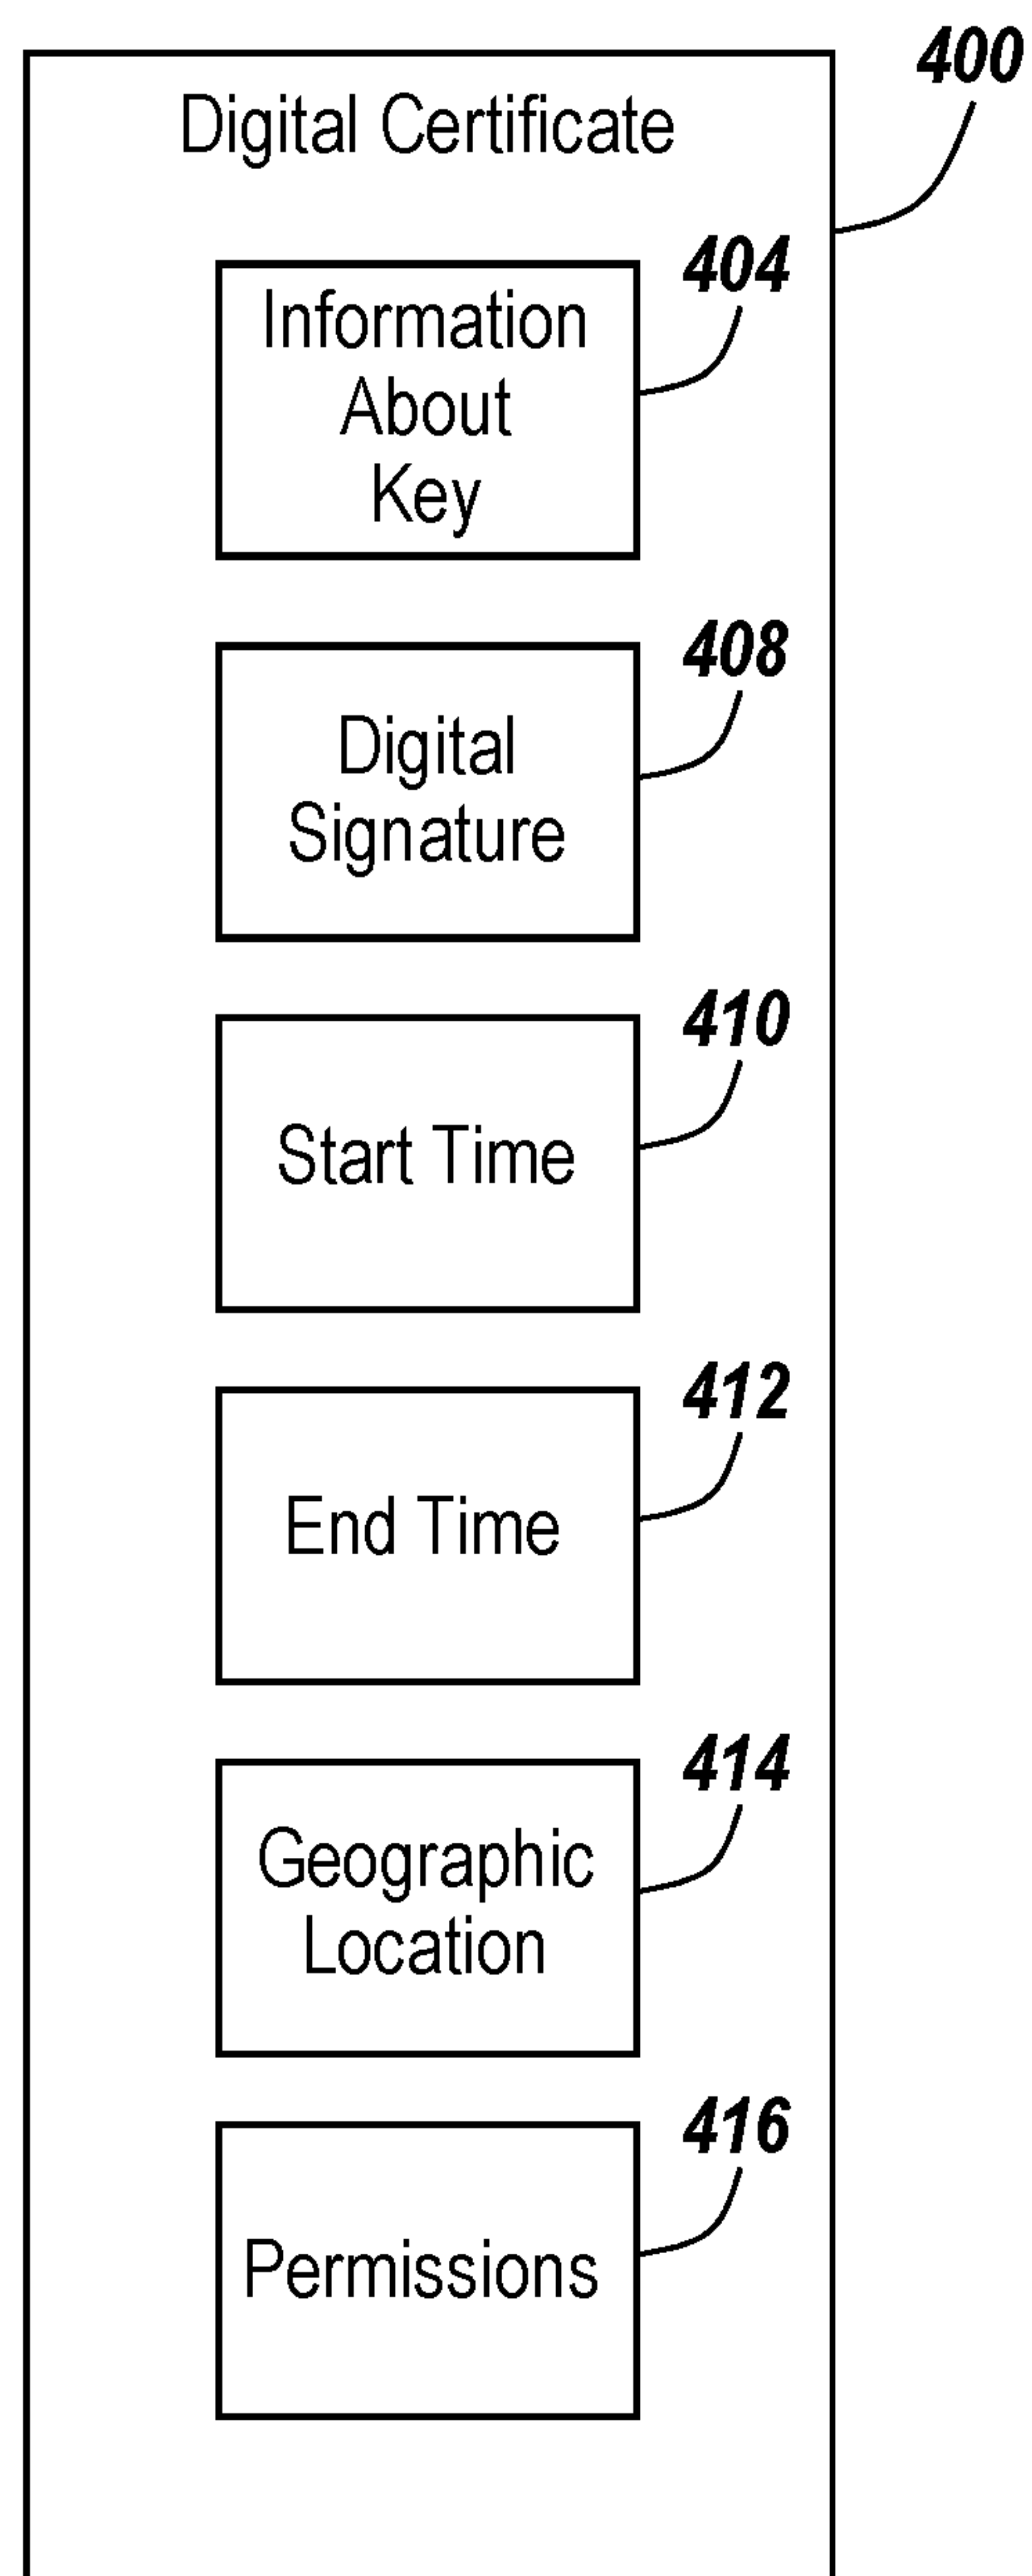 400
Digital Certificate
404
Information
About
Key
408
Digital
Signature
410
Start Time
412
End Time
414
Geographic
Location
416
Permissions